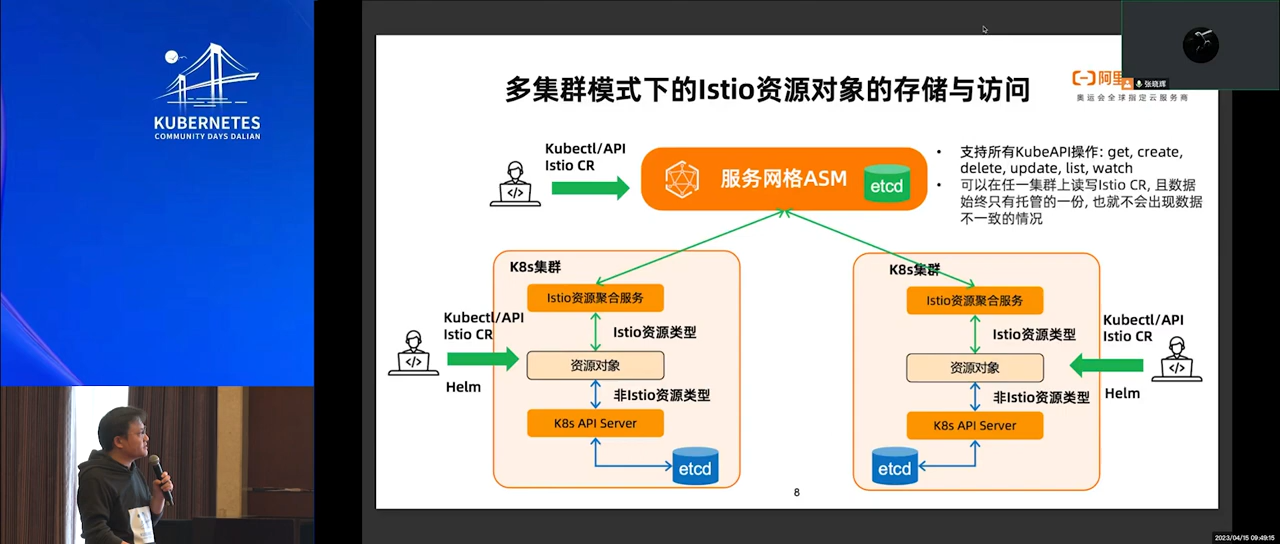 KUBERNETES
COMMUNITY DAYS DALIAN
多集群模式下的Istio资源对象的存储与访问
阿里
奥运会全球指定云服务商
张晓辉
Kubectl/API
Istio CR
服务网格ASM
etcd
• 支持所有KubeAPI操作: get, create,
delete, update, list, watch
• 可以在任一集群上读写Istio CR, 且数据
始终只有托管的一份, 也就不会出现数据
不一致的情况
K8s集群
Istio资源聚合服务
Kubectl/API
Istio CR
Istio资源类型
资源对象
Helm
非Istio资源类型
K8s API Server
etcd
K8s集群
Istio资源聚合服务
Kubectl/API
Istio CR
Istio资源类型
资源对象
Helm
非Istio资源类型
K8s API Server
etcd
8
2023/04/15 09:49:15